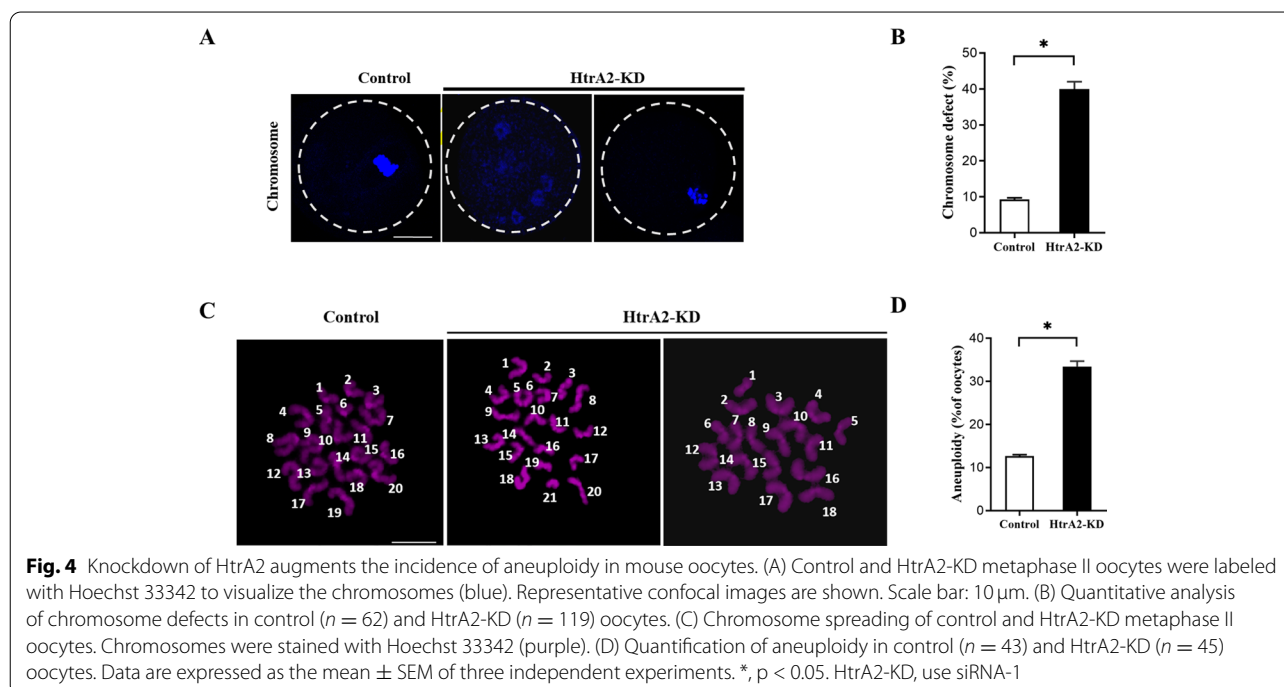 A
Control
HtrA2-KD
Chromosome
B
*
Chromosome defect (%)
50
40
30
20
10
0
Control HtrA2-KD
C
Control
HtrA2-KD
1 2 3 4 5 6 7 8 9 10 11 12 13 14 15 16 17 18 19 20
1 2 3 4 5 6 7 8 9 10 11 12 13 14 15 16 17 18 19 20 21
1 2 3 4 5 6 7 8 9 10 11 12 13 14 15 16 17 18
D
*
Aneuploidy (%of oocytes)
40
30
20
10
0
Control HtrA2-KD
Fig. 4 Knockdown of HtrA2 augments the incidence of aneuploidy in mouse oocytes. (A) Control and HtrA2-KD metaphase II oocytes were labeled
with Hoechst 33342 to visualize the chromosomes (blue). Representative confocal images are shown. Scale bar: 10 μm. (B) Quantitative analysis
of chromosome defects in control (n = 62) and HtrA2-KD (n = 119) oocytes. (C) Chromosome spreading of control and HtrA2-KD metaphase II
oocytes. Chromosomes were stained with Hoechst 33342 (purple). (D) Quantification of aneuploidy in control (n = 43) and HtrA2-KD (n = 45)
oocytes. Data are expressed as the mean ± SEM of three independent experiments. *, p < 0.05. HtrA2-KD, use siRNA-1